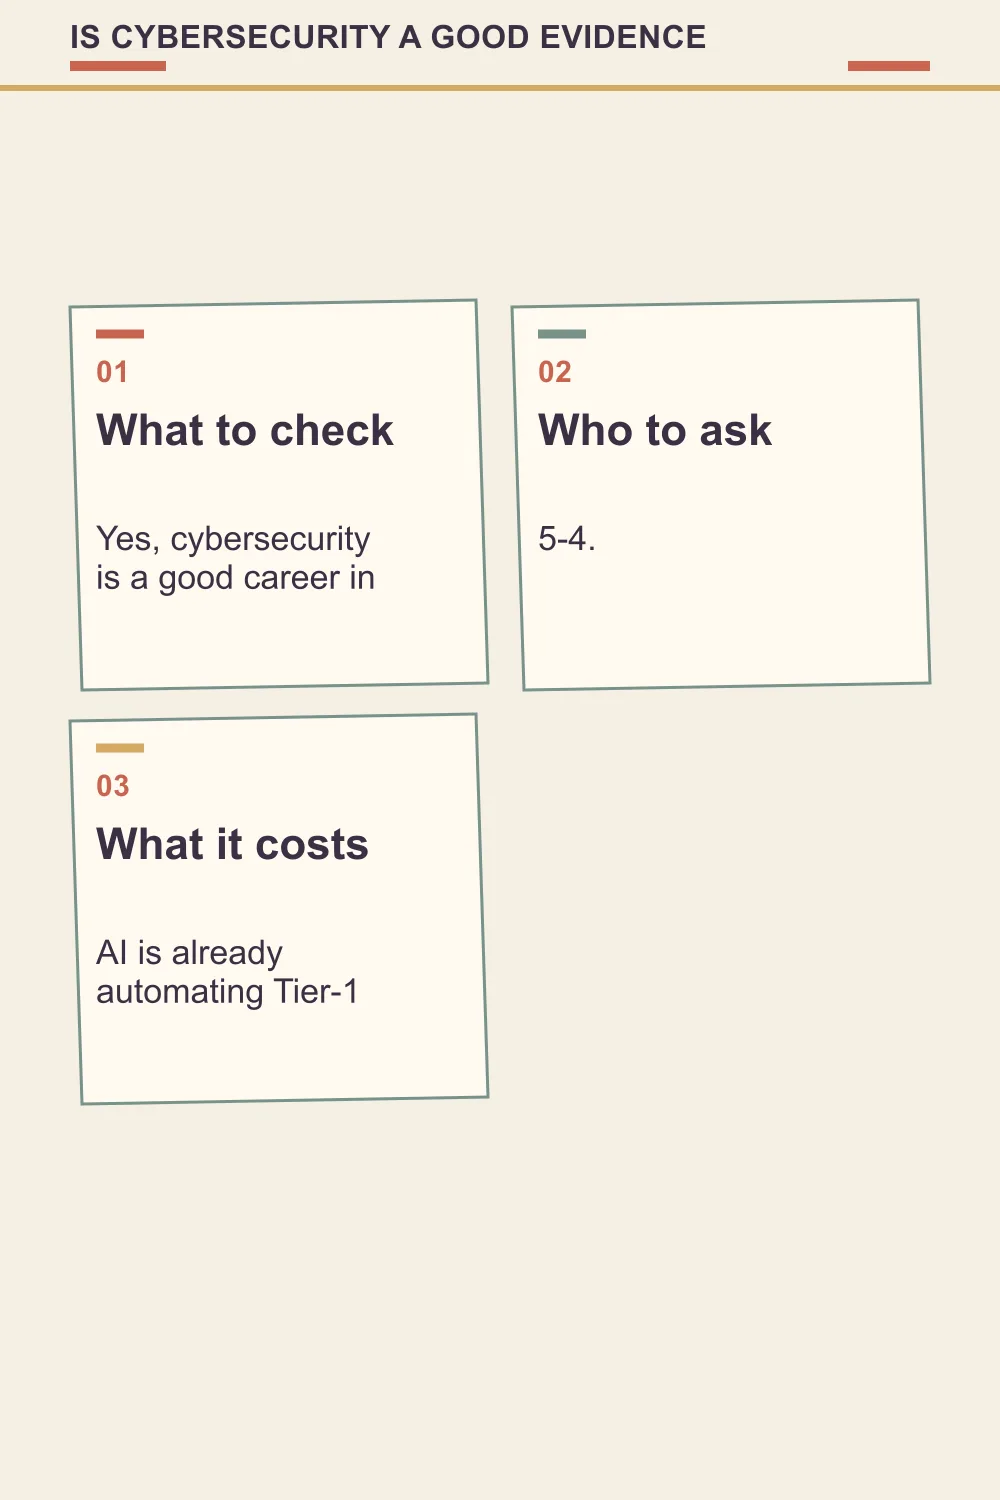 IS CYBERSECURITY A GOOD EVIDENCE
01
What to check
Yes, cybersecurity
is a good career in
02
Who to ask
5-4.
03
What it costs
AI is already
automating Tier-1